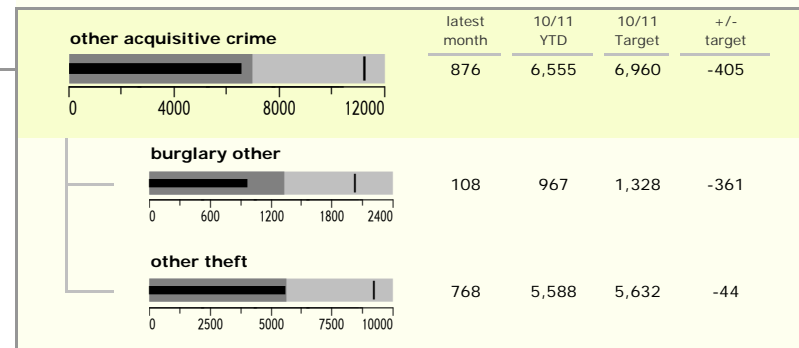 latest 10/11 10/11 +/-
month YTD Target target
other acquisitive crime
876 6,555 6,960 -405
0 4000 8000 12000
burglary other
108 967 1,328 -361
0 600 1200 1800 2400
other theft
768 5,588 5,632 -44
0 2500 5000 7500 10000